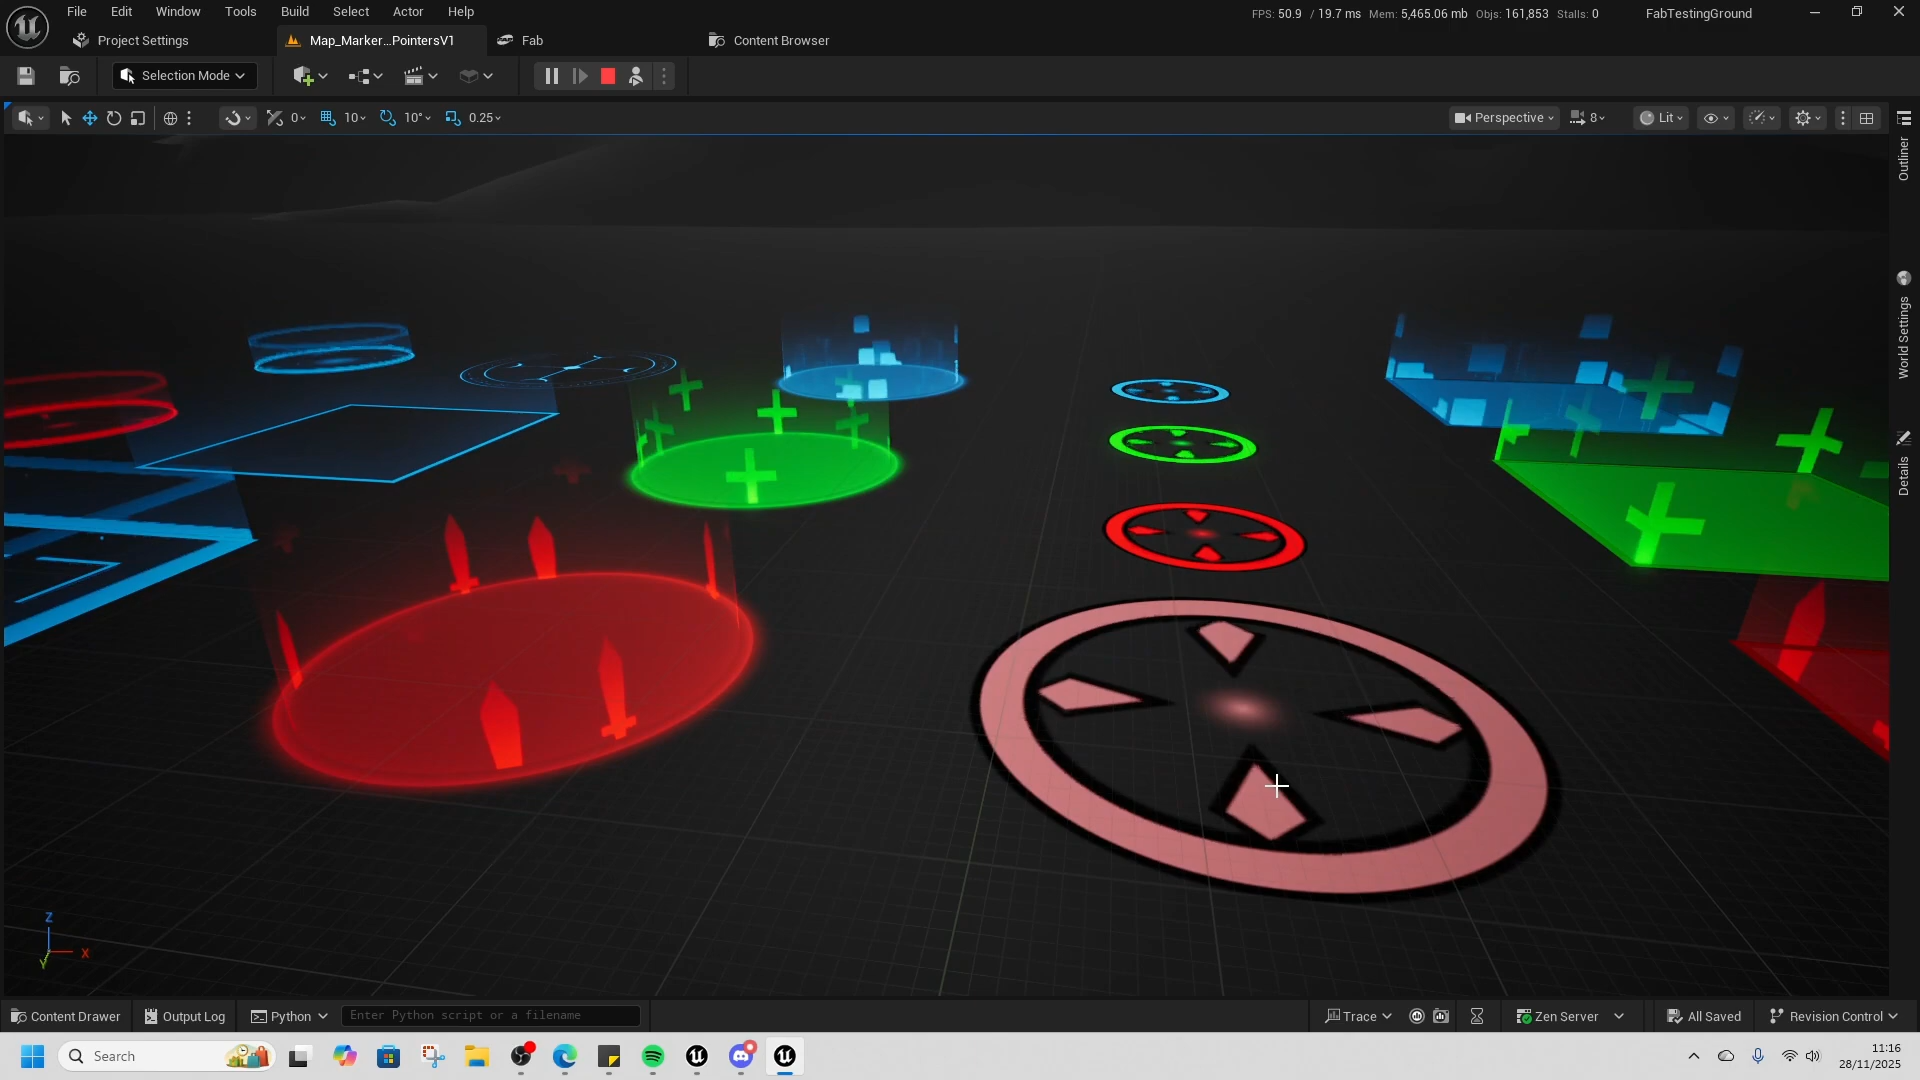 File Edit Window Tools Build Select Actor Help
FPS: 50.9 / 19.7 ms Mem: 5,465.06 mb Objs: 161,853 Stalls: 0
FabTestingGround
Project Settings
Map_Marker...PointersV1
Fab
Content Browser
Selection Mode
0
10
10°
0.25
Perspective
8
Lit
Outliner
World Settings
Details
Z
X
Y
Content Drawer
Output Log
Python
Enter Python script or a filename
Trace
Zen Server
All Saved
Revision Control
Search
11:16
28/11/2025